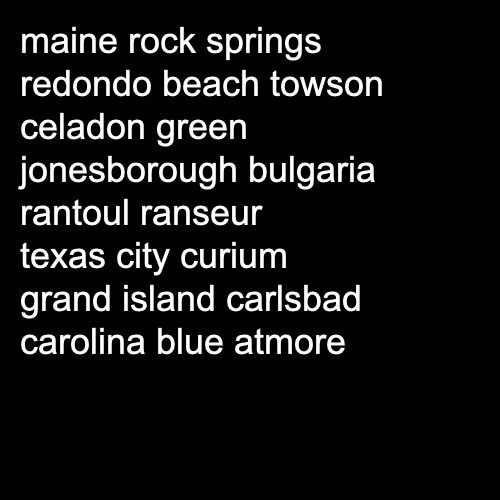 maine rock springs
redondo beach towson
celadon green
jonesborough bulgaria
rantoul ranseur
texas city curium
grand island carlsbad
carolina blue atmore